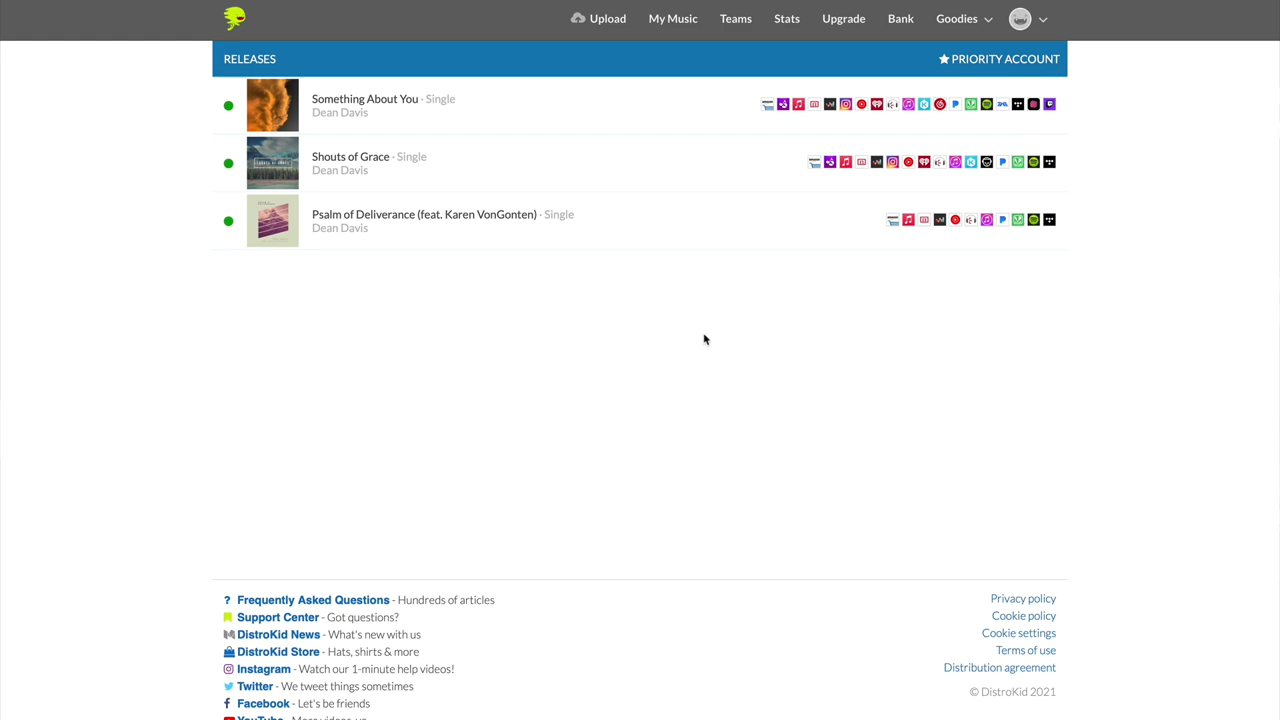 Upload
My Music
Teams
Stats
Upgrade
Bank
Goodies
RELEASES
PRIORITY ACCOUNT
Something About You · Single
Dean Davis
Shouts of Grace · Single
Dean Davis
Psalm of Deliverance (feat. Karen VonGonten) · Single
Dean Davis
? Frequently Asked Questions - Hundreds of articles
Support Center - Got questions?
DistroKid News - What's new with us
DistroKid Store - Hats, shirts & more
Instagram - Watch our 1-minute help videos!
Twitter - We tweet things sometimes
Facebook - Let's be friends
Privacy policy
Cookie policy
Cookie settings
Terms of use
Distribution agreement
© DistroKid 2021